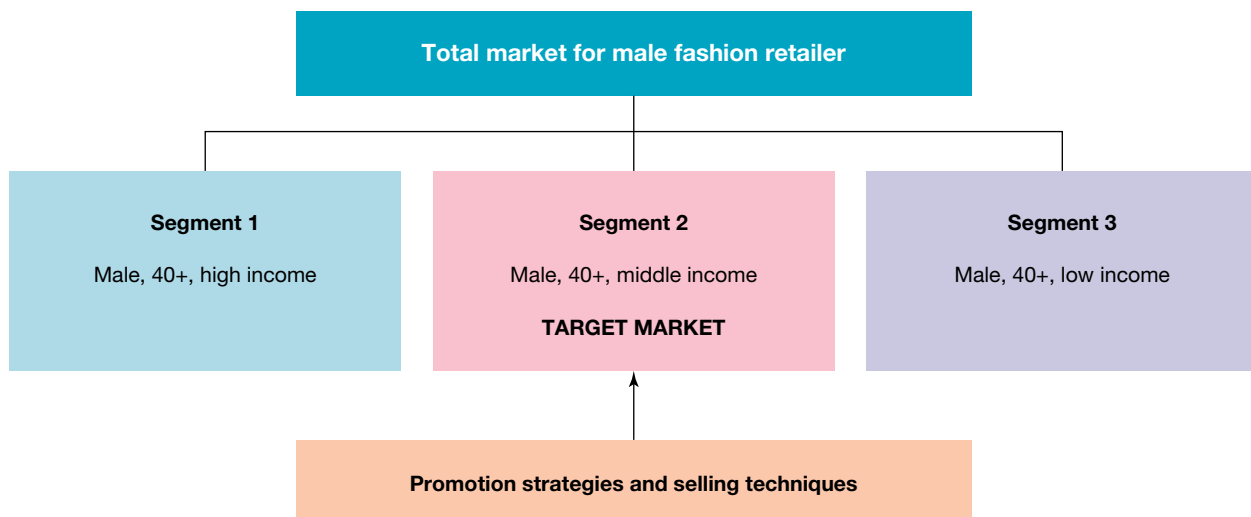 Total market for male fashion retailer
Segment 1
Male, 40+, high income
Segment 2
Male, 40+, middle income
TARGET MARKET
Segment 3
Male, 40+, low income
Promotion strategies and selling techniques